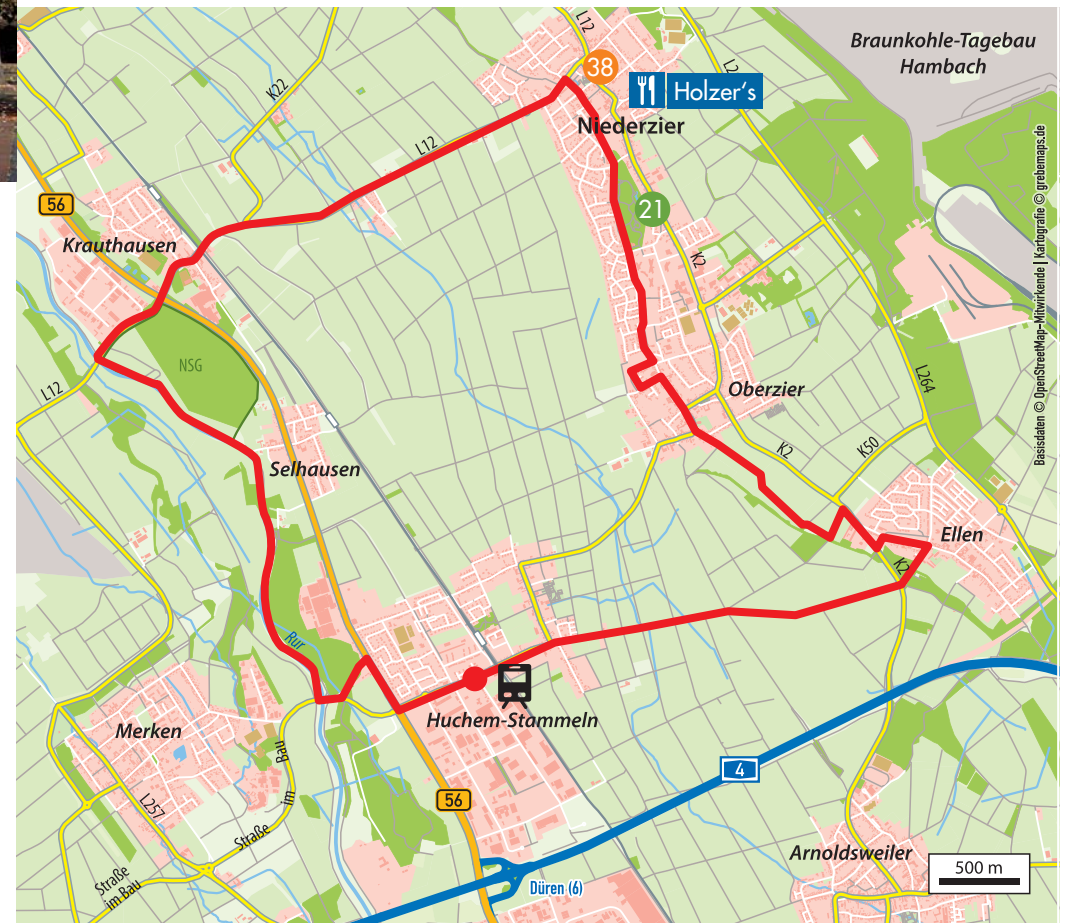 L12
38
L2
Braunkohle-Tagebau
Hambach
K22
Holzer's
L12
Niederzier
56
21
Krauthausen
K2
NSG
L12
Oberzier
L264
K2
K50
Selhausen
Ellen
K2
Rur
Merken
Huchem-Stammeln
Straße im Bau
4
L257
56
Straße
im Bau
Arnoldsweiler
500 m
Düren (6)
Basisdaten © OpenStreetMap-Mitwirkende | Kartografie © grebemaps.de